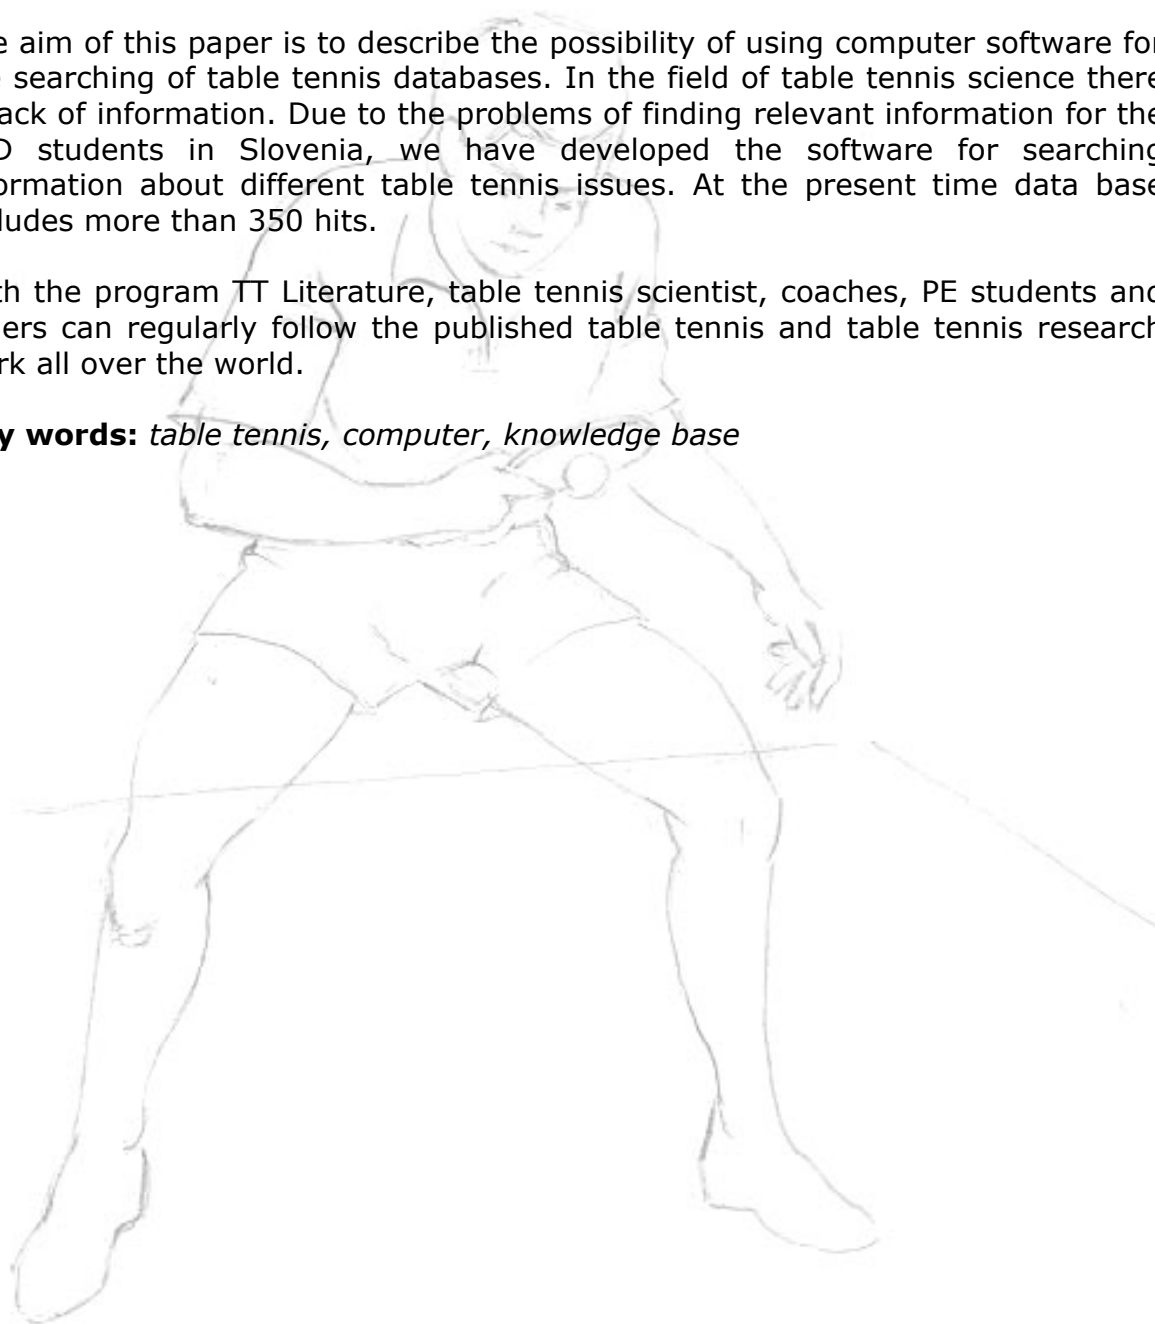 e aim of this paper is to describe the possibility of using computer software for
e searching of table tennis databases. In the field of table tennis science there
ack of information. Due to the problems of finding relevant information for the
D students in Slovenia, we have developed the software for searching
ormation about different table tennis issues. At the present time data base
ludes more than 350 hits.
th the program TT Literature, table tennis scientist, coaches, PE students and
ers can regularly follow the published table tennis and table tennis research
rk all over the world.
y words: table tennis, computer, knowledge base